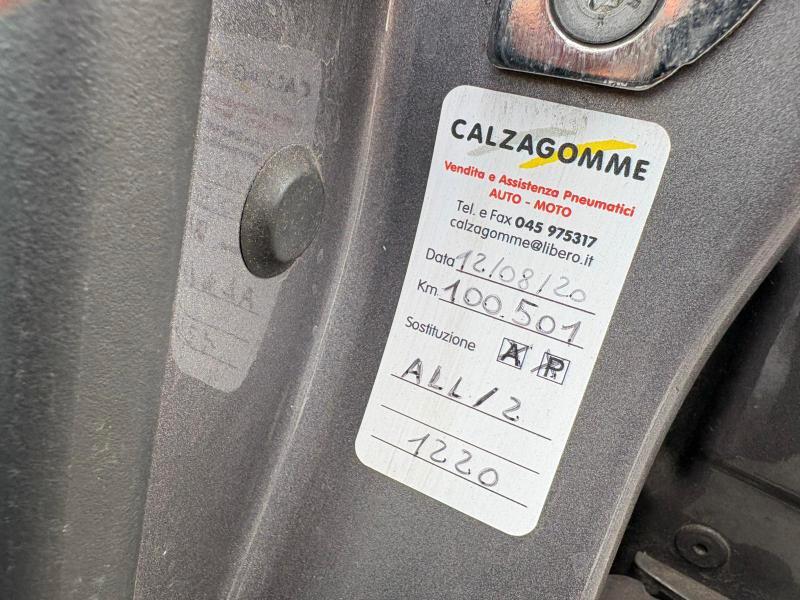 CALZAGOMME
Vendita e Assistenza Pneumatici
AUTO - MOTO
Tel. e Fax 045 975317
calzagomme@libero.it
Data 12/08/20
Km. 100.501
Sostituzione A P
ALL/2
1220